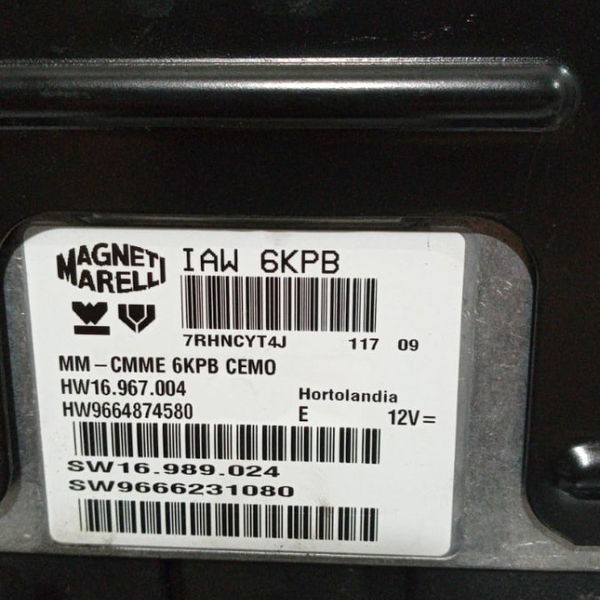 MAGNETI
MARELLI
IAW 6KPB
7RHNCYT4J 117 09
MM-CMME 6KPB CEMO
HW16.967.004
HW9664874580
Hortolandia
E 12V=
SW16.989.024
SW9666231080